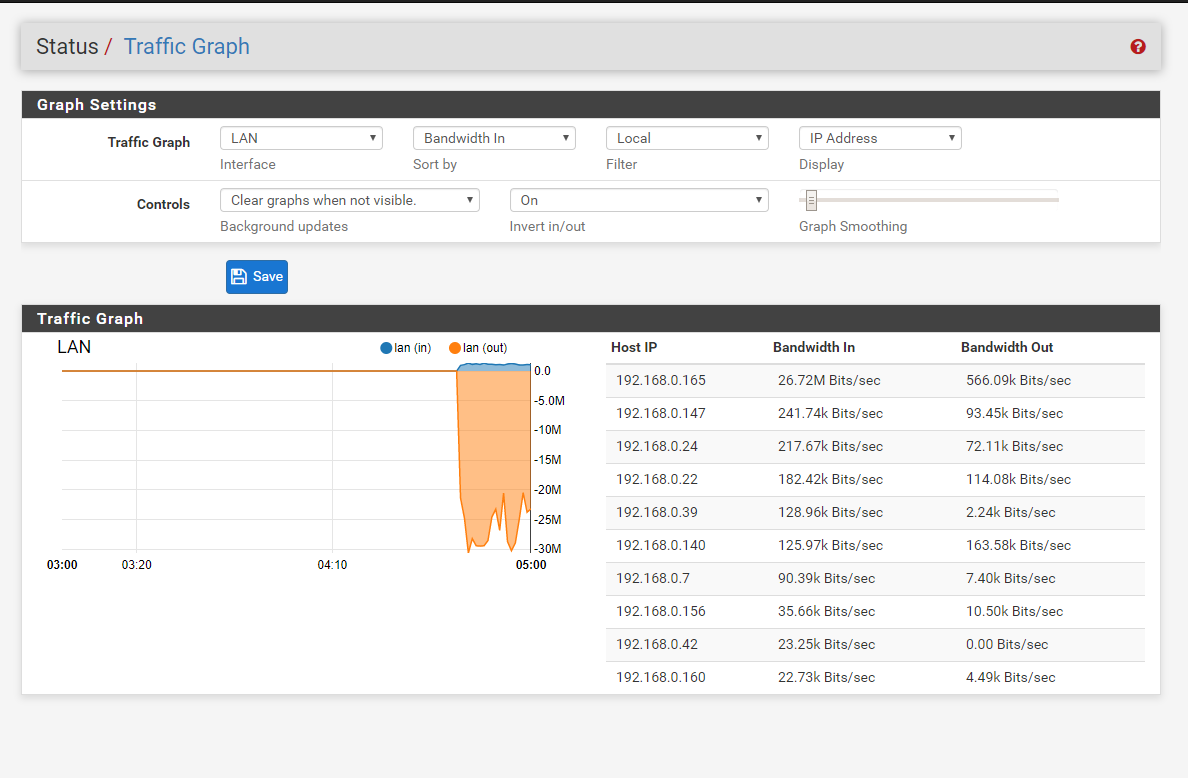 Status / Traffic Graph
Graph Settings
Traffic Graph LAN Bandwidth In Local IP Address
Interface Sort by Filter Display
Controls Clear graphs when not visible. On
Background updates Invert in/out Graph Smoothing
Save
Traffic Graph
LAN lan (in) lan (out)
0.0
-5.0M
-10M
-15M
-20M
-25M
-30M
03:00 03:20 04:10 05:00
Host IP Bandwidth In Bandwidth Out
192.168.0.165 26.72M Bits/sec 566.09k Bits/sec
192.168.0.147 241.74k Bits/sec 93.45k Bits/sec
192.168.0.24 217.67k Bits/sec 72.11k Bits/sec
192.168.0.22 182.42k Bits/sec 114.08k Bits/sec
192.168.0.39 128.96k Bits/sec 2.24k Bits/sec
192.168.0.140 125.97k Bits/sec 163.58k Bits/sec
192.168.0.7 90.39k Bits/sec 7.40k Bits/sec
192.168.0.156 35.66k Bits/sec 10.50k Bits/sec
192.168.0.42 23.25k Bits/sec 0.00 Bits/sec
192.168.0.160 22.73k Bits/sec 4.49k Bits/sec